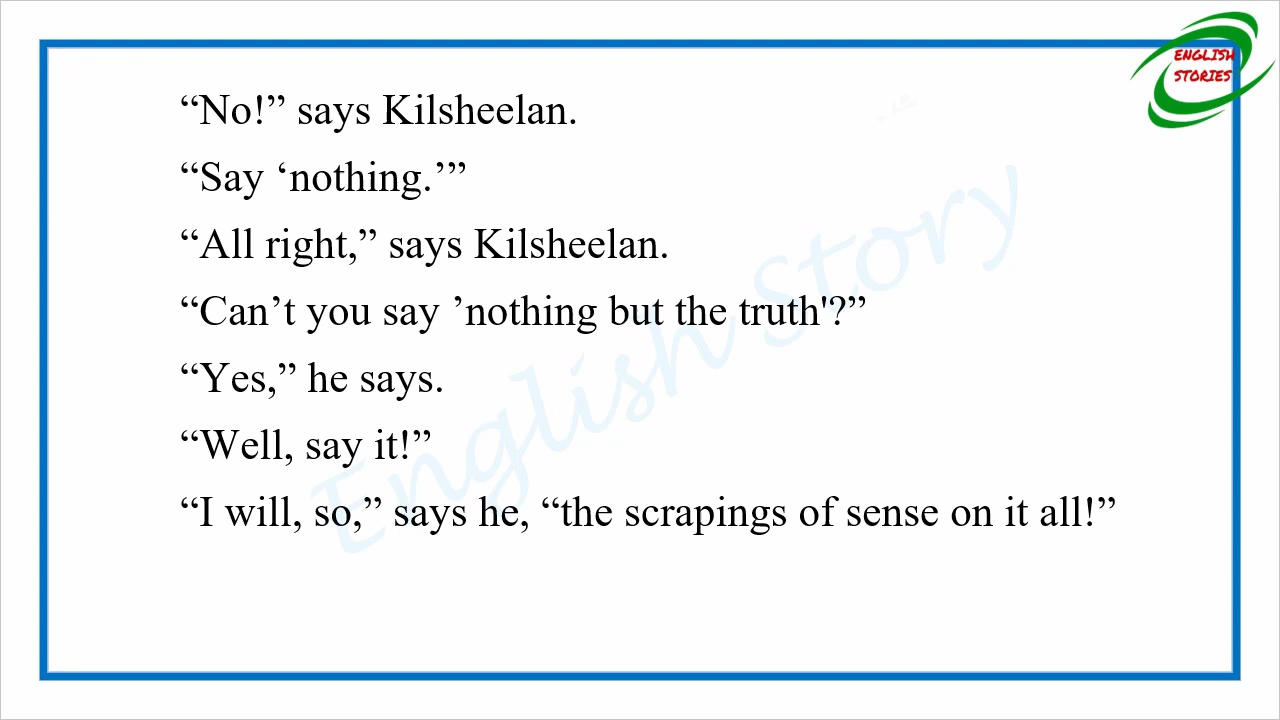 ENGLISH
STORIES
“No!” says Kilsheelan.
“Say ‘nothing.’”
“All right,” says Kilsheelan.
“Can’t you say ’nothing but the truth'?”
“Yes,” he says.
“Well, say it!”
“I will, so,” says he, “the scrapings of sense on it all!”
English Story